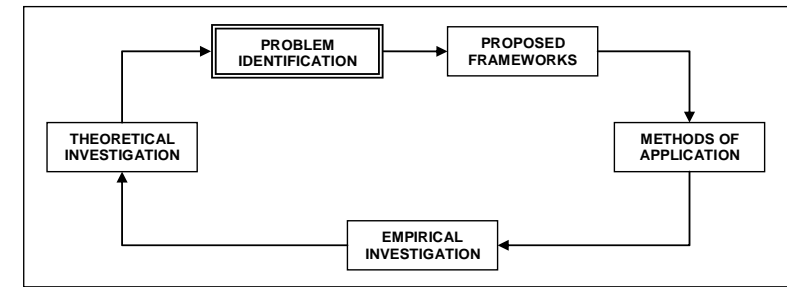 PROBLEM
IDENTIFICATION
PROPOSED
FRAMEWORKS
METHODS OF
APPLICATION
EMPIRICAL
INVESTIGATION
THEORETICAL
INVESTIGATION